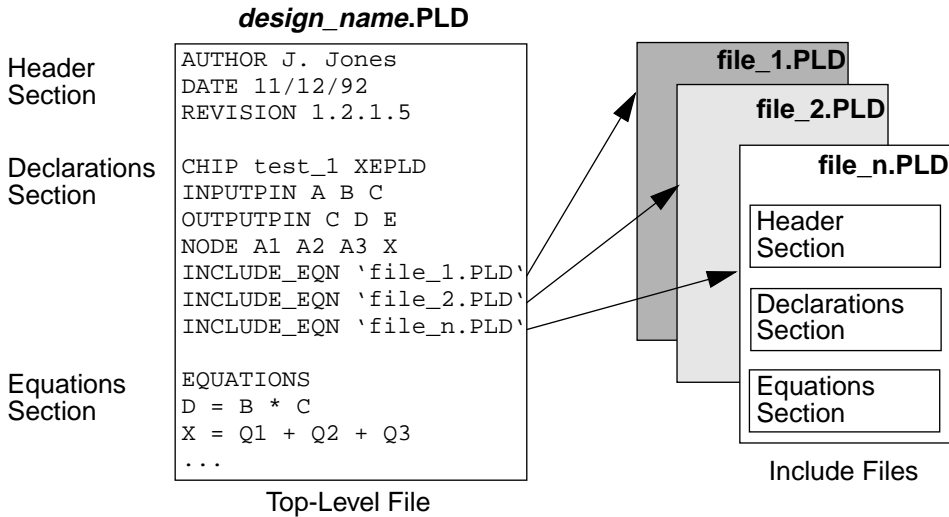 design_name.PLD
Header
Section
AUTHOR J. Jones
DATE 11/12/92
REVISION 1.2.1.5
Declarations
Section
CHIP test_1 XEPLD
INPUTPIN A B C
OUTPUTPIN C D E
NODE A1 A2 A3 X
INCLUDE_EQN ‘file_1.PLD‘
INCLUDE_EQN ‘file_2.PLD‘
INCLUDE_EQN ‘file_n.PLD‘
Equations
Section
EQUATIONS
D = B * C
X = Q1 + Q2 + Q3
...
Top-Level File
file_1.PLD
file_2.PLD
file_n.PLD
Header
Section
Declarations
Section
Equations
Section
Include Files